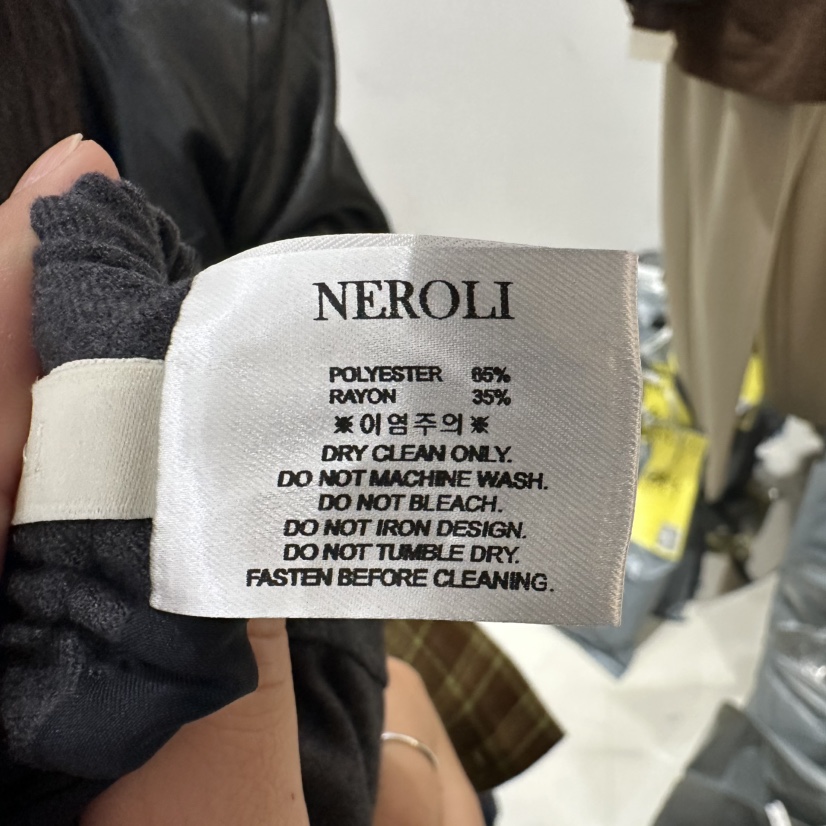 NEROLI
POLYESTER 65%
RAYON 35%
※이염주의※
DRY CLEAN ONLY.
DO NOT MACHINE WASH.
DO NOT BLEACH.
DO NOT IRON DESIGN.
DO NOT TUMBLE DRY.
FASTEN BEFORE CLEANING.